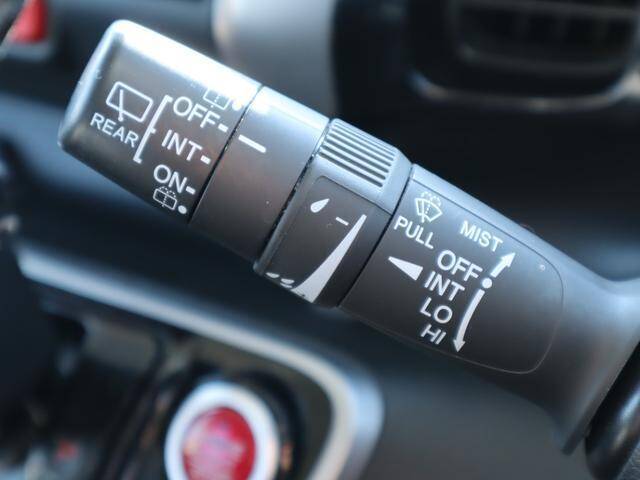 REAR
OFF
INT
ON
PULL
MIST
OFF
INT
LO
HI